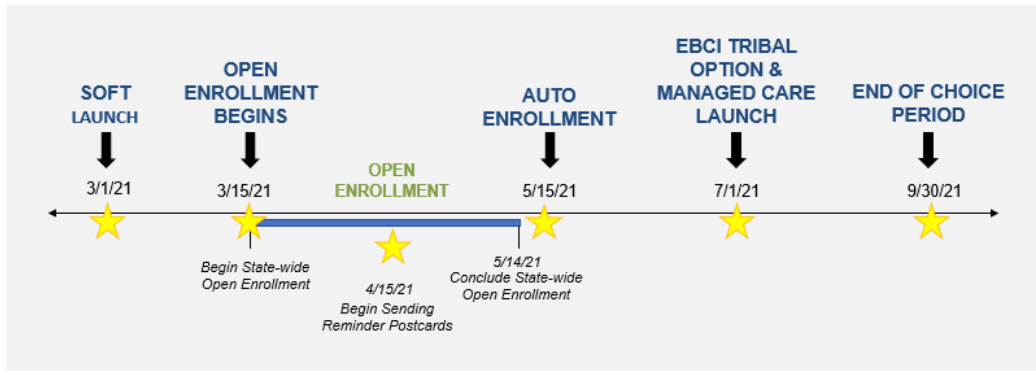 SOFT
LAUNCH
3/1/21
OPEN
ENROLLMENT
BEGINS
3/15/21
Begin State-wide
Open Enrollment
OPEN
ENROLLMENT
4/15/21
Begin Sending
Reminder Postcards
5/14/21
Conclude State-wide
Open Enrollment
AUTO
ENROLLMENT
5/15/21
EBCI TRIBAL
OPTION &
MANAGED CARE
LAUNCH
7/1/21
END OF CHOICE
PERIOD
9/30/21